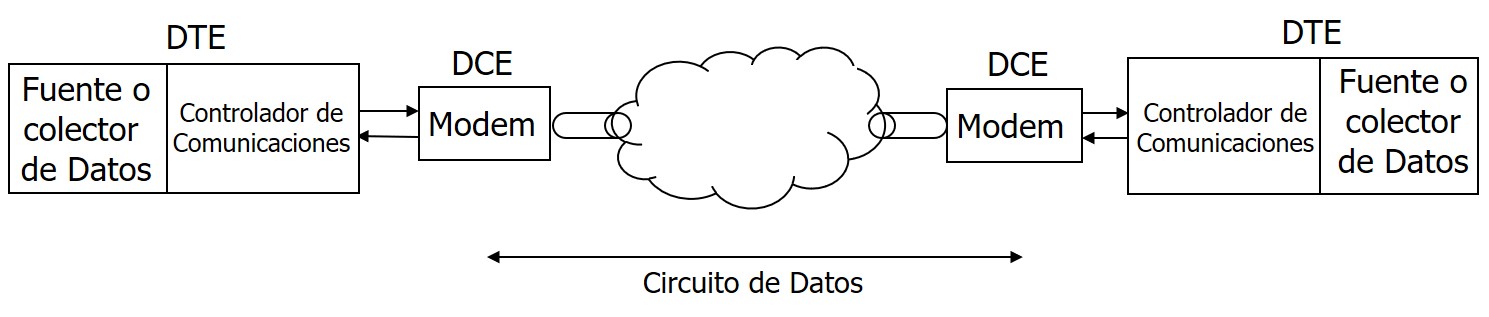 DTE
Fuente o
colector
de Datos
Controlador de
Comunicaciones
DCE
Modem
DCE
Modem
DTE
Controlador de
Comunicaciones
Fuente o
colector
de Datos
Circuito de Datos